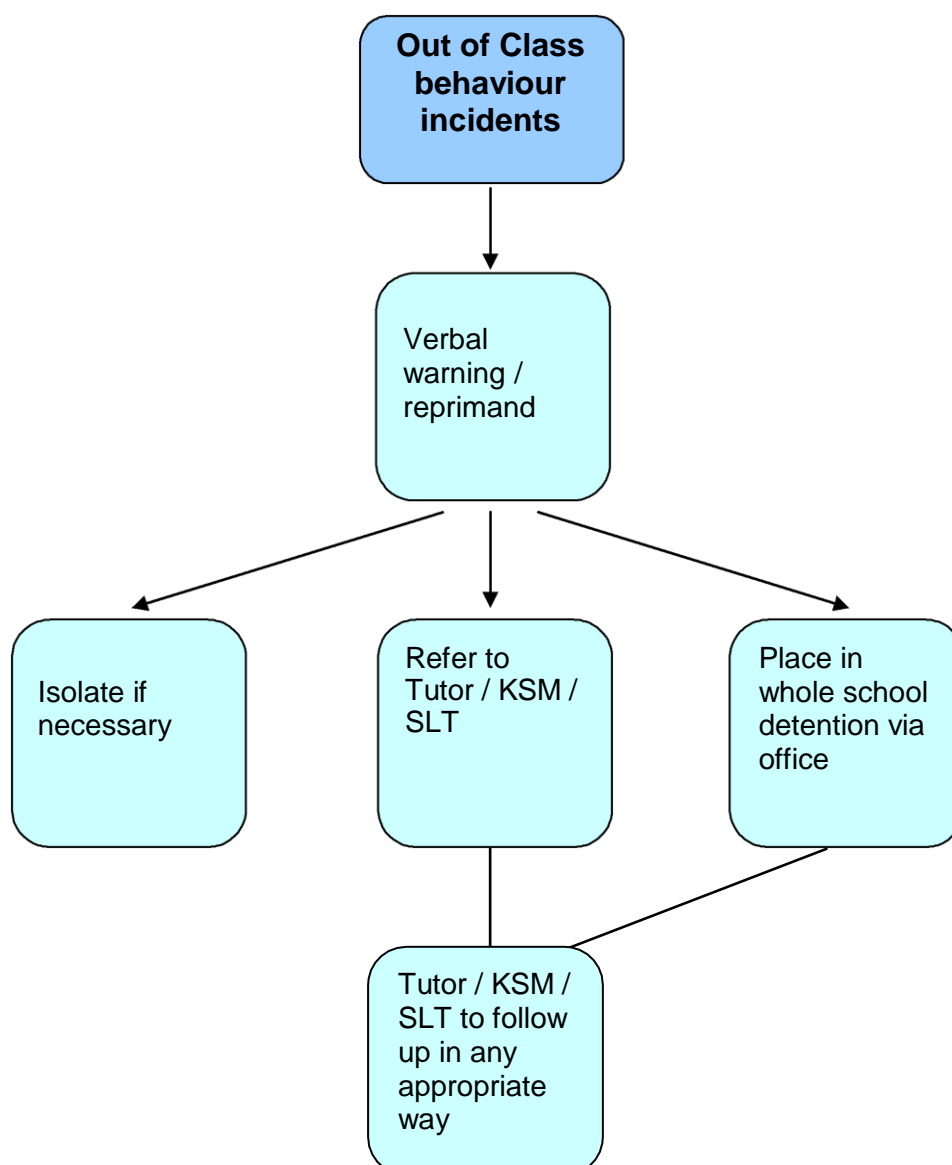 Out of Class
behaviour
incidents
Verbal
warning /
reprimand
Isolate if
necessary
Refer to
Tutor / KSM /
SLT
Place in
whole school
detention via
office
Tutor / KSM /
SLT to follow
up in any
appropriate
way